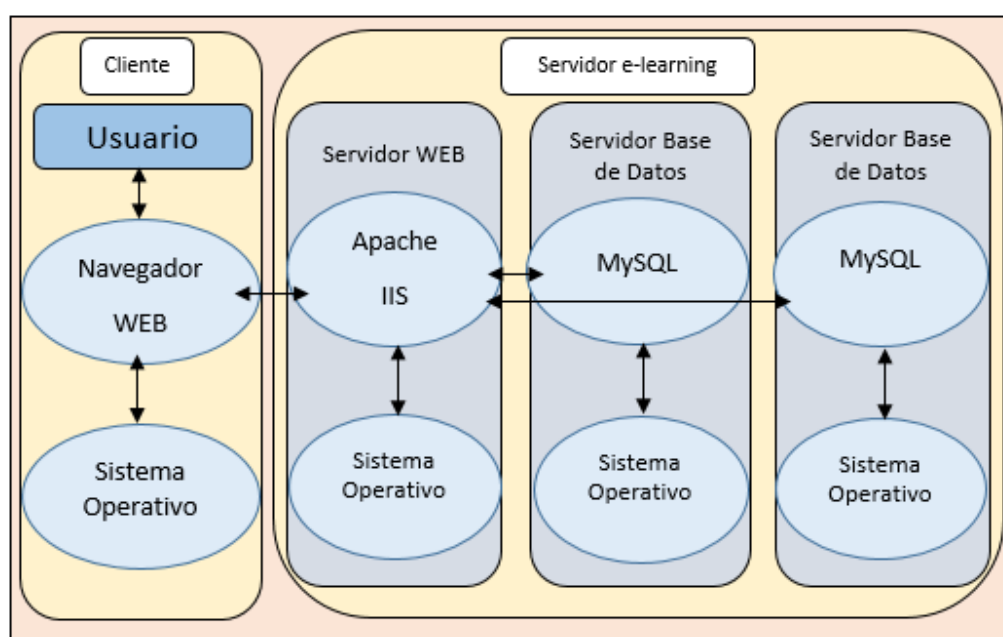 Cliente
Usuario
Navegador
WEB
Sistema
Operativo
Servidor e-learning
Servidor WEB
Apache
IIS
Sistema
Operativo
Servidor Base
de Datos
MySQL
Sistema
Operativo
Servidor Base
de Datos
MySQL
Sistema
Operativo